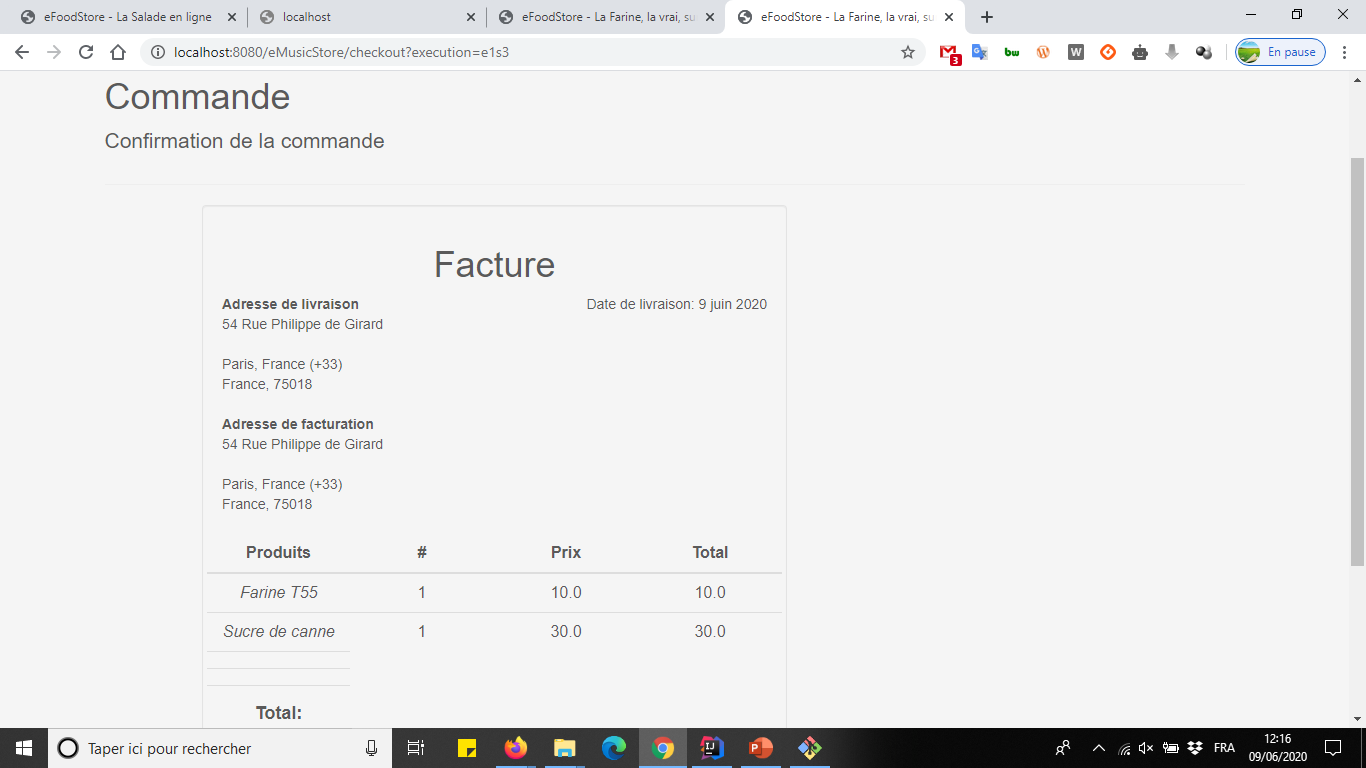 eFoodStore - La Salade en ligne
localhost
eFoodStore - La Farine, la vrai, su
eFoodStore - La Farine, la vrai, su
localhost:8080/eMusicStore/checkout?execution=e1s3
3
bw
W
En pause
Commande
Confirmation de la commande
Facture
Adresse de livraison
Date de livraison: 9 juin 2020
54 Rue Philippe de Girard
Paris, France (+33)
France, 75018
Adresse de facturation
54 Rue Philippe de Girard
Paris, France (+33)
France, 75018
Produits # Prix Total
Farine T55 1 10.0 10.0
Sucre de canne 1 30.0 30.0
Total:
Taper ici pour rechercher
FRA
12:16
09/06/2020